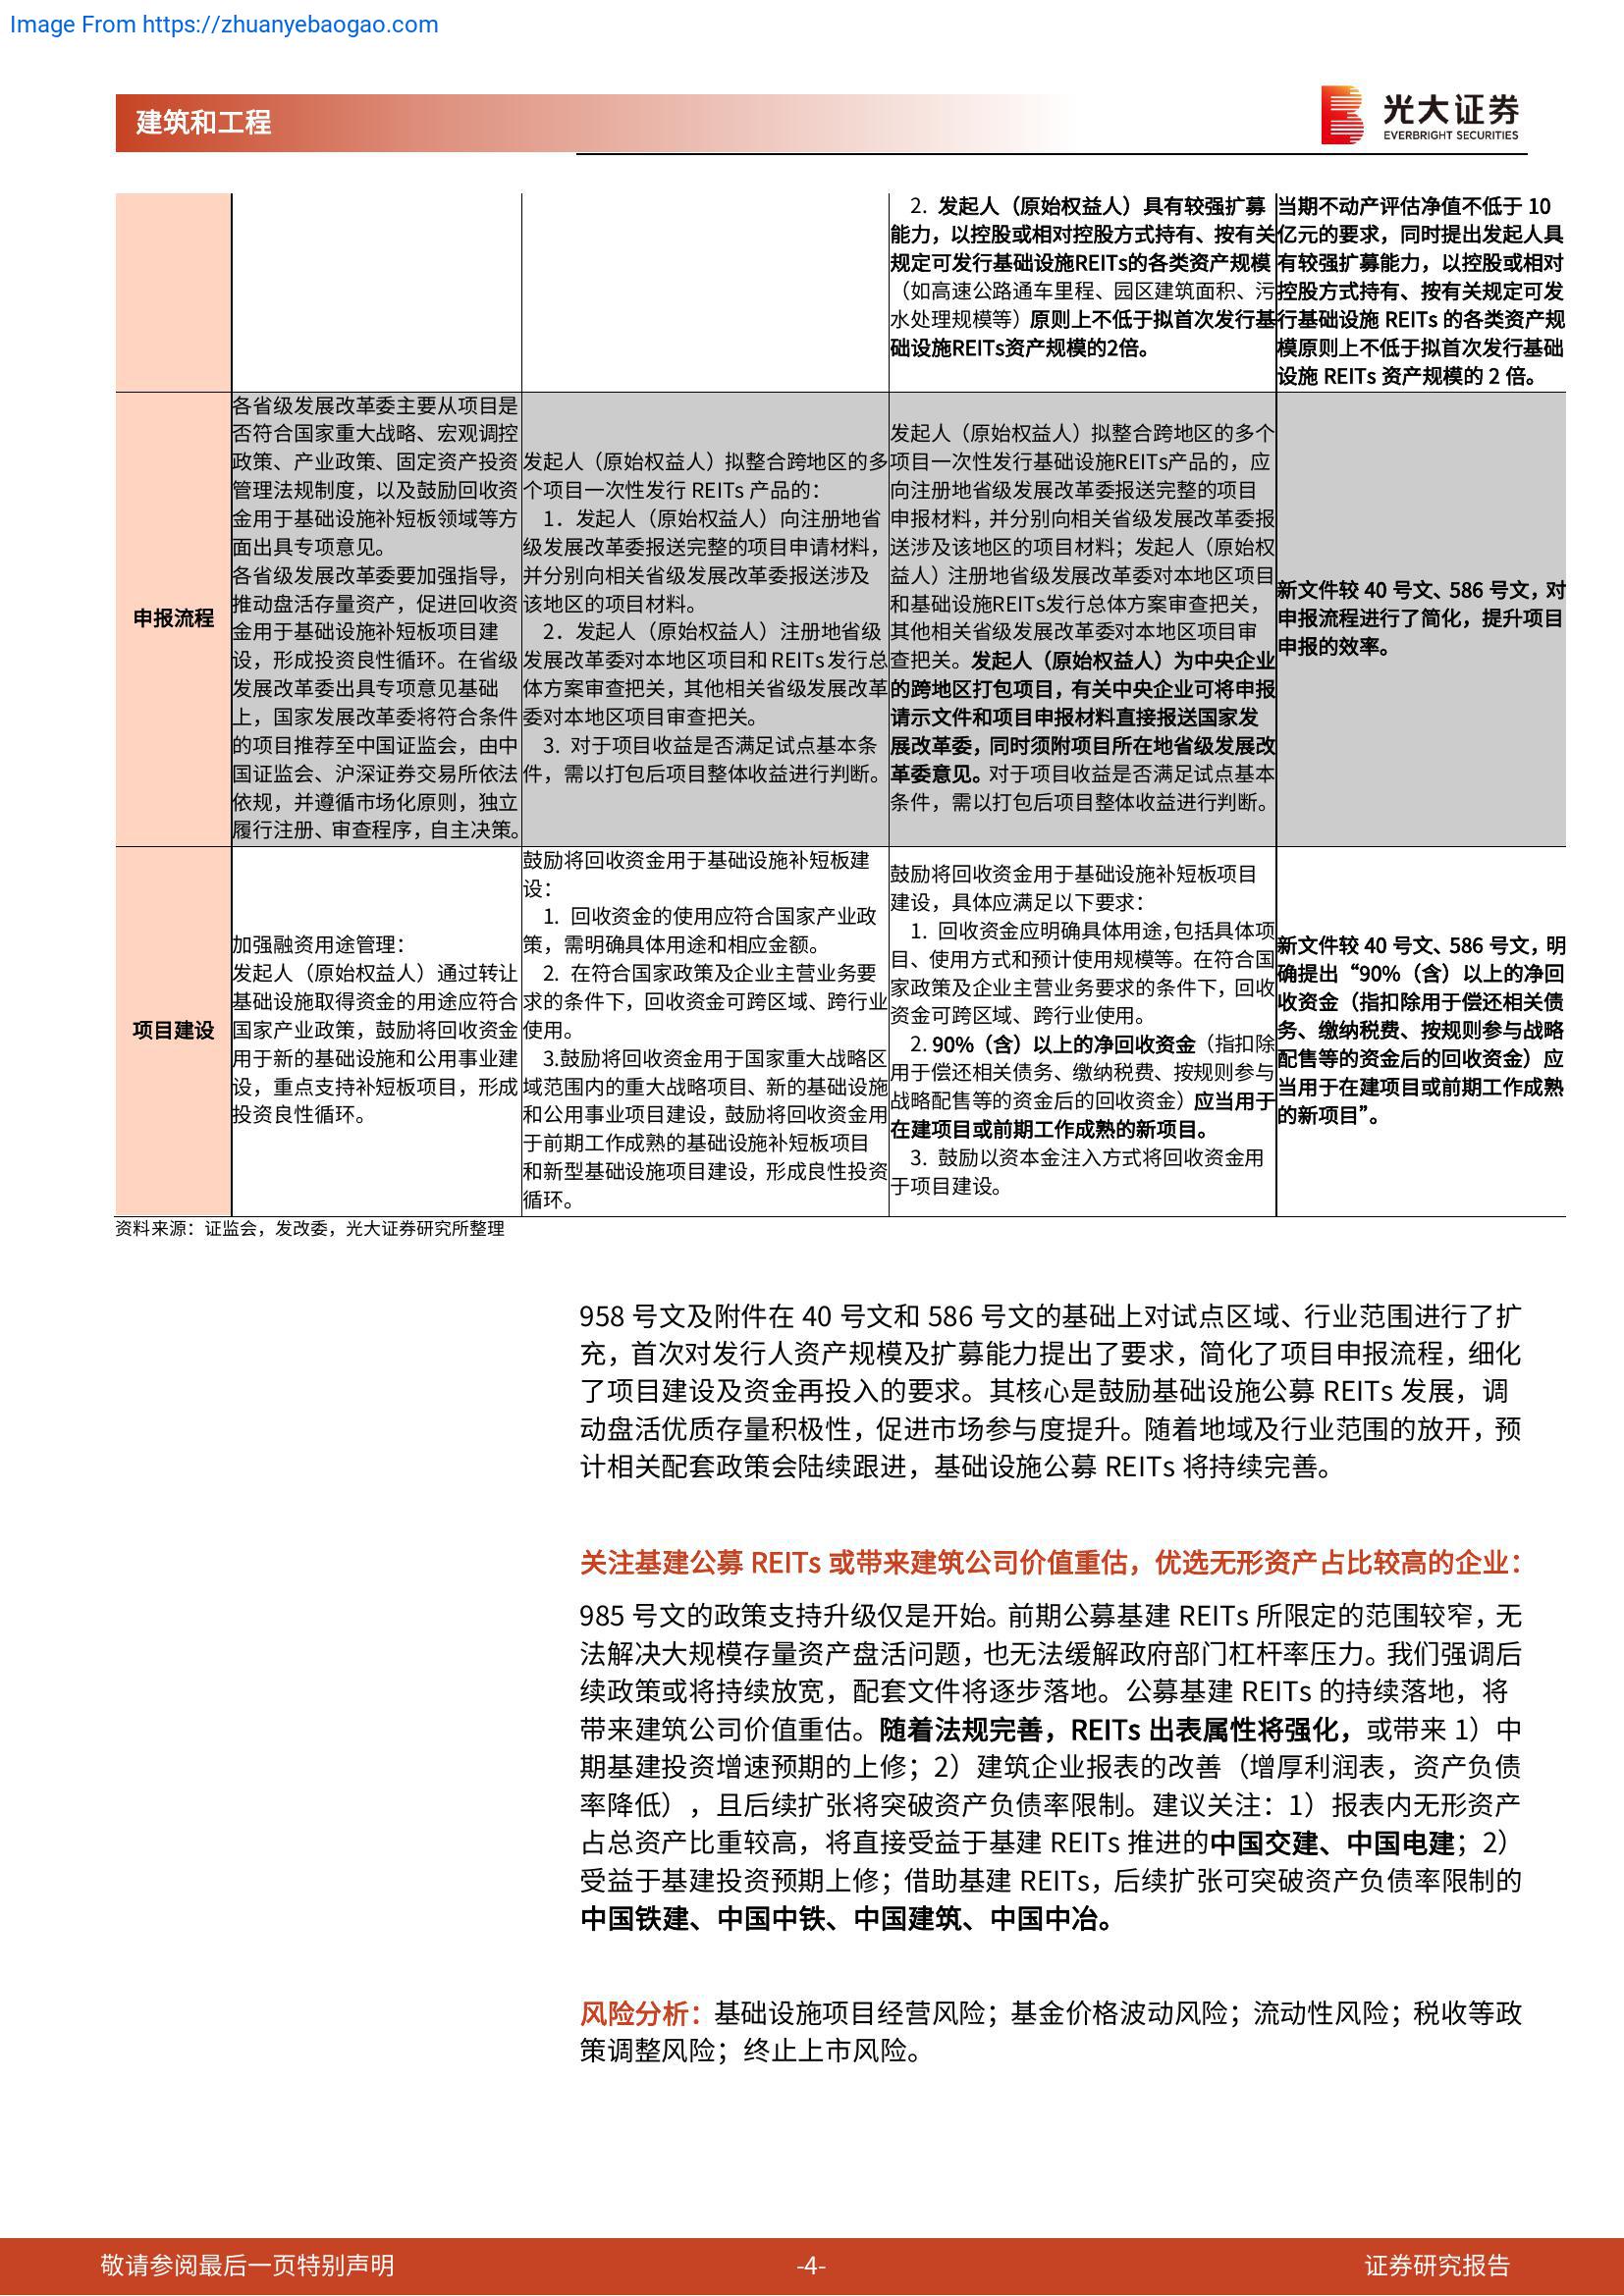 Image From https://zhuanyebaogao.com
建筑和工程
光大证券
EVERBRIGHT SECURITIES
2. 发起人（原始权益人）具有较强扩募
能力，以控股或相对控股方式持有、按有关
规定可发行基础设施REITs的各类资产规模
（如高速公路通车里程、园区建筑面积、污
水处理规模等）原则上不低于拟首次发行基
础设施REITs资产规模的2倍。
当期不动产评估净值不低于 10
亿元的要求，同时提出发起人具
有较强扩募能力，以控股或相对
控股方式持有、按有关规定可发
行基础设施 REITs 的各类资产规
模原则上不低于拟首次发行基础
设施 REITs 资产规模的 2 倍。
申报流程
各省级发展改革委主要从项目是
否符合国家重大战略、宏观调控
政策、产业政策、固定资产投资
管理法规制度，以及鼓励回收资
金用于基础设施补短板领域等方
面出具专项意见。
各省级发展改革委要加强指导，
推动盘活存量资产，促进回收资
金用于基础设施补短板项目建
设，形成投资良性循环。在省级
发展改革委出具专项意见基础
上，国家发展改革委将符合条件
的项目推荐至中国证监会，由中
国证监会、沪深证券交易所依法
依规，并遵循市场化原则，独立
履行注册、审查程序，自主决策。
发起人（原始权益人）拟整合跨地区的多
个项目一次性发行 REITs 产品的：
1．发起人（原始权益人）向注册地省
级发展改革委报送完整的项目申请材料，
并分别向相关省级发展改革委报送涉及
该地区的项目材料。
2．发起人（原始权益人）注册地省级
发展改革委对本地区项目和 REITs 发行总
体方案审查把关，其他相关省级发展改革
委对本地区项目审查把关。
3. 对于项目收益是否满足试点基本条
件，需以打包后项目整体收益进行判断。
发起人（原始权益人）拟整合跨地区的多个
项目一次性发行基础设施REITs产品的，应
向注册地省级发展改革委报送完整的项目
申报材料，并分别向相关省级发展改革委报
送涉及该地区的项目材料；发起人（原始权
益人）注册地省级发展改革委对本地区项目
和基础设施REITs发行总体方案审查把关，
其他相关省级发展改革委对本地区项目审
查把关。发起人（原始权益人）为中央企业
的跨地区打包项目，有关中央企业可将申报
请示文件和项目申报材料直接报送国家发
展改革委，同时须附项目所在地省级发展改
革委意见。对于项目收益是否满足试点基本
条件，需以打包后项目整体收益进行判断。
新文件较 40 号文、586 号文，对
申报流程进行了简化，提升项目
申报的效率。
项目建设
加强融资用途管理：
发起人（原始权益人）通过转让
基础设施取得资金的用途应符合
国家产业政策，鼓励将回收资金
用于新的基础设施和公用事业建
设，重点支持补短板项目，形成
投资良性循环。
鼓励将回收资金用于基础设施补短板建
设：
1. 回收资金的使用应符合国家产业政
策，需明确具体用途和相应金额。
2. 在符合国家政策及企业主营业务要
求的条件下，回收资金可跨区域、跨行业
使用。
3.鼓励将回收资金用于国家重大战略区
域范围内的重大战略项目、新的基础设施
和公用事业项目建设，鼓励将回收资金用
于前期工作成熟的基础设施补短板项目
和新型基础设施项目建设，形成良性投资
循环。
鼓励将回收资金用于基础设施补短板项目
建设，具体应满足以下要求：
1. 回收资金应明确具体用途，包括具体项
目、使用方式和预计使用规模等。在符合国
家政策及企业主营业务要求的条件下，回收
资金可跨区域、跨行业使用。
2. 90%（含）以上的净回收资金（指扣除
用于偿还相关债务、缴纳税费、按规则参与
战略配售等的资金后的回收资金）应当用于
在建项目或前期工作成熟的新项目。
3. 鼓励以资本金注入方式将回收资金用
于项目建设。
新文件较 40 号文、586 号文，明
确提出“90%（含）以上的净回
收资金（指扣除用于偿还相关债
务、缴纳税费、按规则参与战略
配售等的资金后的回收资金）应
当用于在建项目或前期工作成熟
的新项目”。
资料来源：证监会，发改委，光大证券研究所整理
958 号文及附件在 40 号文和 586 号文的基础上对试点区域、行业范围进行了扩
充，首次对发行人资产规模及扩募能力提出了要求，简化了项目申报流程，细化
了项目建设及资金再投入的要求。其核心是鼓励基础设施公募 REITs 发展，调
动盘活优质存量积极性，促进市场参与度提升。随着地域及行业范围的放开，预
计相关配套政策会陆续跟进，基础设施公募 REITs 将持续完善。
关注基建公募 REITs 或带来建筑公司价值重估，优选无形资产占比较高的企业：
985 号文的政策支持升级仅是开始。前期公募基建 REITs 所限定的范围较窄，无
法解决大规模存量资产盘活问题，也无法缓解政府部门杠杆率压力。我们强调后
续政策或将持续放宽，配套文件将逐步落地。公募基建 REITs 的持续落地，将
带来建筑公司价值重估。随着法规完善，REITs 出表属性将强化，或带来 1）中
期基建投资增速预期的上修；2）建筑企业报表的改善（增厚利润表，资产负债
率降低），且后续扩张将突破资产负债率限制。建议关注：1）报表内无形资产
占总资产比重较高，将直接受益于基建 REITs 推进的中国交建、中国电建；2）
受益于基建投资预期上修；借助基建 REITs，后续扩张可突破资产负债率限制的
中国铁建、中国中铁、中国建筑、中国中冶。
风险分析：基础设施项目经营风险；基金价格波动风险；流动性风险；税收等政
策调整风险；终止上市风险。
敬请参阅最后一页特别声明
-4-
证券研究报告